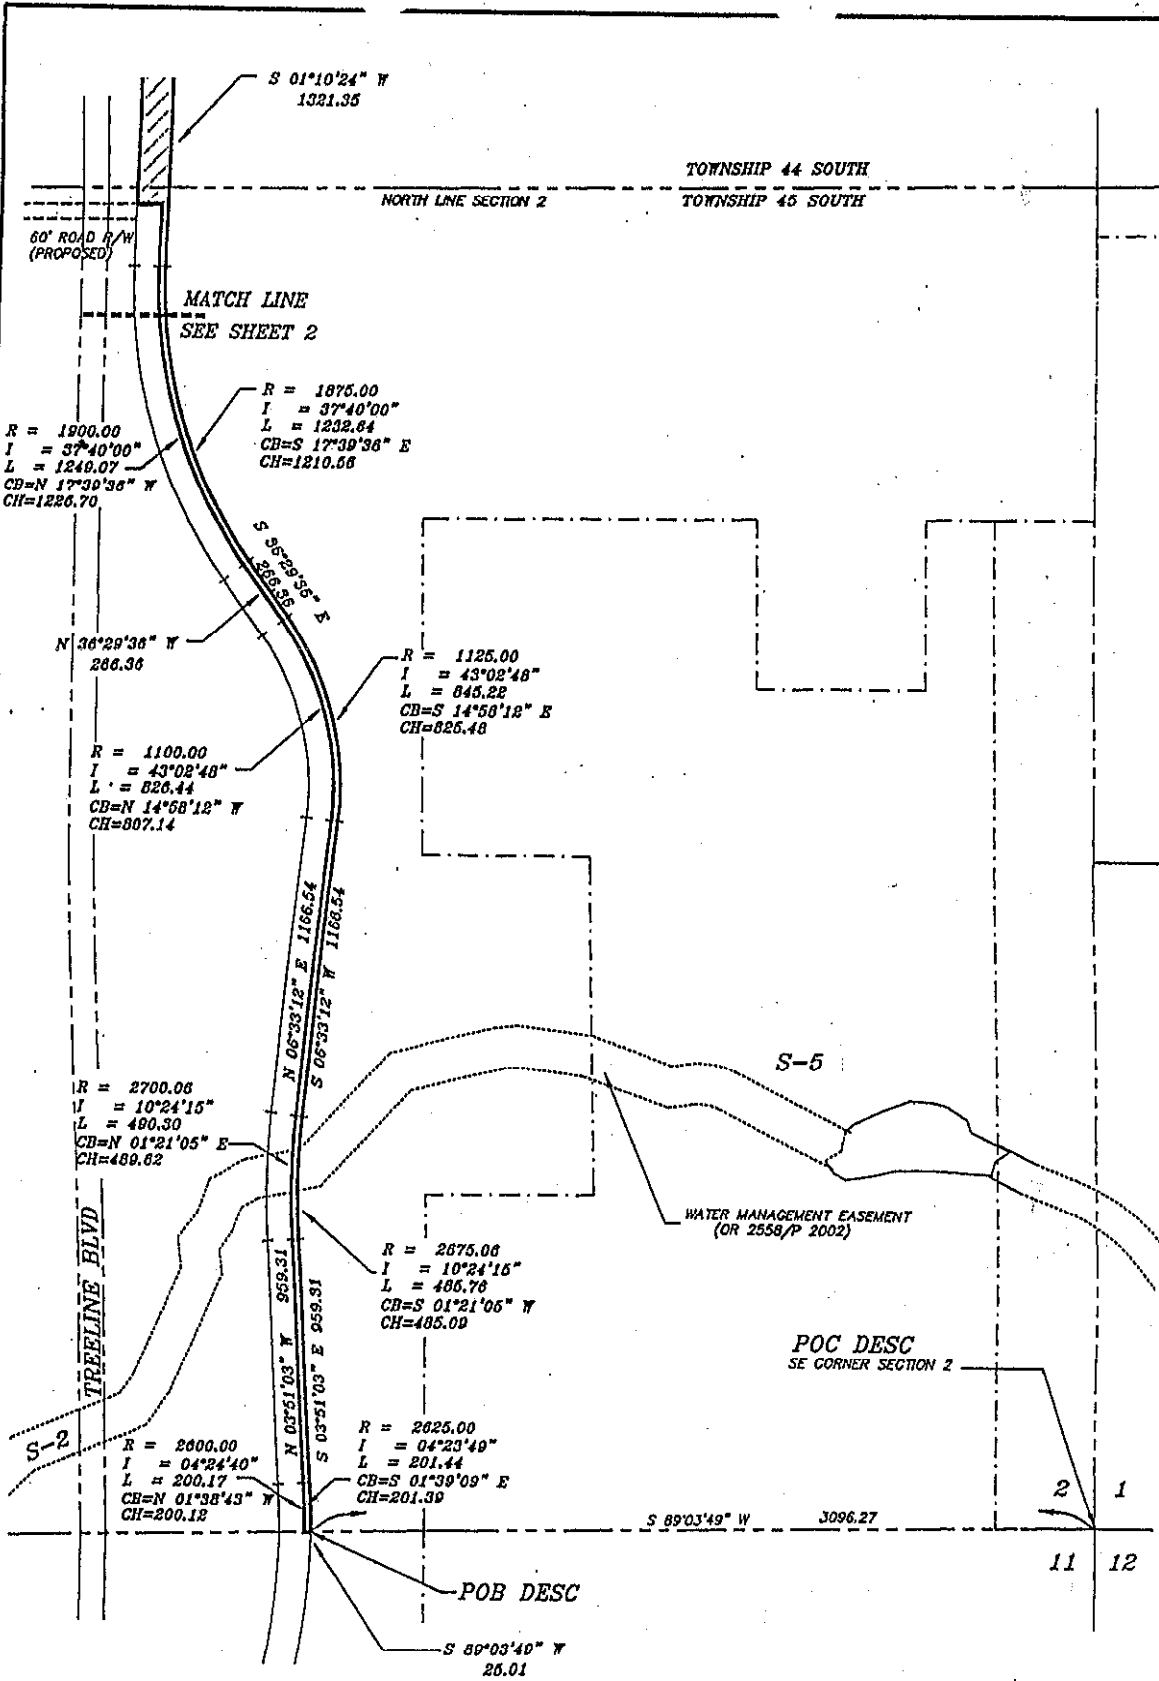 S 01°10'24" W
1321.35
TOWNSHIP 44 SOUTH
NORTH LINE SECTION 2
TOWNSHIP 45 SOUTH
60' ROAD R/W
(PROPOSED)
MATCH LINE
SEE SHEET 2
R = 1875.00
I = 37°40'00"
L = 1232.64
CB=S 17°39'36" E
CH=1210.56
R = 1900.00
I = 37°40'00"
L = 1249.07
CB=N 17°39'36" W
CH=1226.70
S 36°29'36" E
266.36
N 36°29'36" W
266.36
R = 1125.00
I = 43°02'48"
L = 845.22
CB=S 14°58'12" E
CH=825.48
R = 1100.00
I = 43°02'48"
L = 826.44
CB=N 14°58'12" W
CH=807.14
N 06°33'12" E 1166.54
S 06°33'12" W 1166.54
S-5
R = 2700.06
I = 10°24'15"
L = 490.30
CB=N 01°21'05" E
CH=489.62
WATER MANAGEMENT EASEMENT
(OR 2558/P 2002)
R = 2675.06
I = 10°24'15"
L = 485.76
CB=S 01°21'05" W
CH=485.09
TREELINE BLVD
N 03°51'03" W 959.31
S 03°51'03" E 959.31
POC DESC
SE CORNER SECTION 2
S-2
R = 2600.00
I = 04°24'40"
L = 200.17
CB=N 01°38'43" W
CH=200.12
R = 2625.00
I = 04°23'49"
L = 201.44
CB=S 01°39'09" E
CH=201.39
2 1
S 89°03'49" W 3096.27
11 12
POB DESC
S 89°03'49" W
25.01